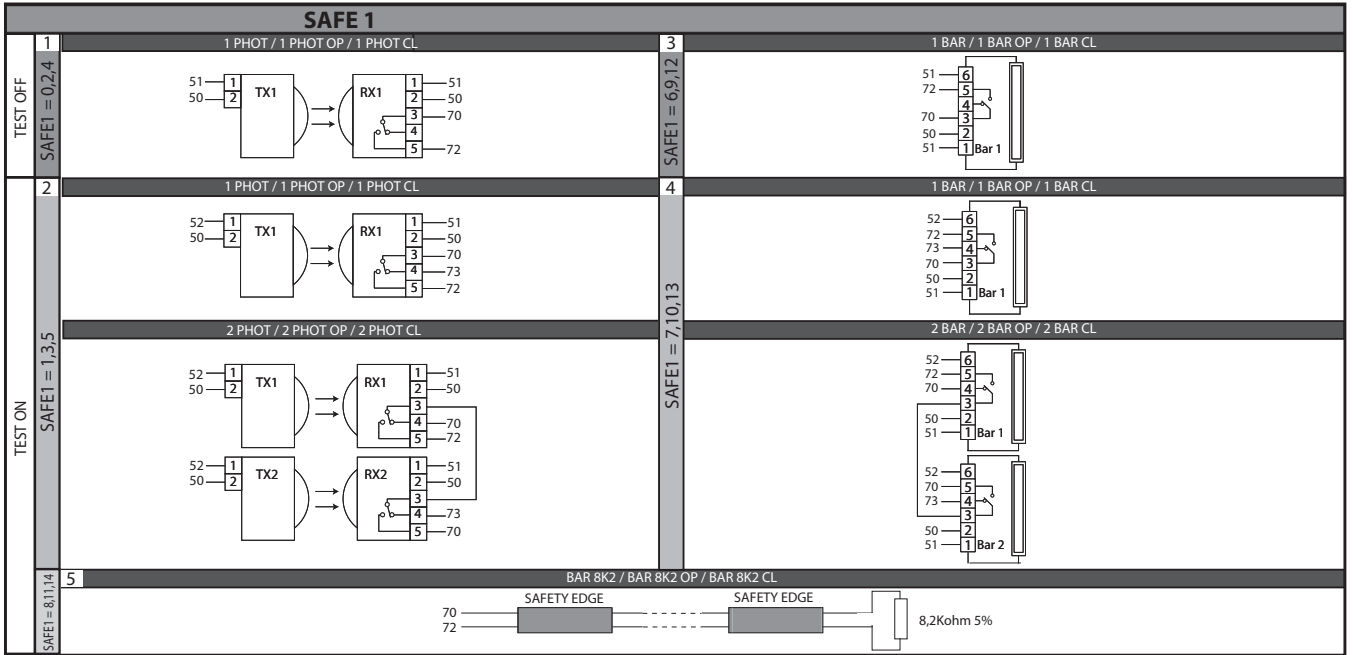 SAFE 1
TEST OFF
SAFE1 = 0,2,4
1
1 PHOT / 1 PHOT OP / 1 PHOT CL
51 1
50 2
TX1
RX1
1 51
2 50
3 70
4
5 72
3
SAFE1 = 6,9,12
1 BAR / 1 BAR OP / 1 BAR CL
51 6
72 5
4
70 3
50 2
51 1 Bar 1
TEST ON
SAFE1 = 1,3,5
2
1 PHOT / 1 PHOT OP / 1 PHOT CL
52 1
50 2
TX1
RX1
1 51
2 50
3 70
4 73
5 72
2 PHOT / 2 PHOT OP / 2 PHOT CL
52 1
50 2
TX1
RX1
1 51
2 50
3
4 70
5 72
52 1
50 2
TX2
RX2
1 51
2 50
3
4 73
5 70
4
SAFE1 = 7,10,13
1 BAR / 1 BAR OP / 1 BAR CL
52 6
72 5
73 4
70 3
50 2
51 1 Bar 1
2 BAR / 2 BAR OP / 2 BAR CL
52 6
72 5
70 4
3
50 2
51 1 Bar 1
52 6
70 5
73 4
3
50 2
51 1 Bar 2
SAFE1 = 8,11,14
5
BAR 8K2 / BAR 8K2 OP / BAR 8K2 CL
SAFETY EDGE
SAFETY EDGE
70
72
8,2Kohm 5%